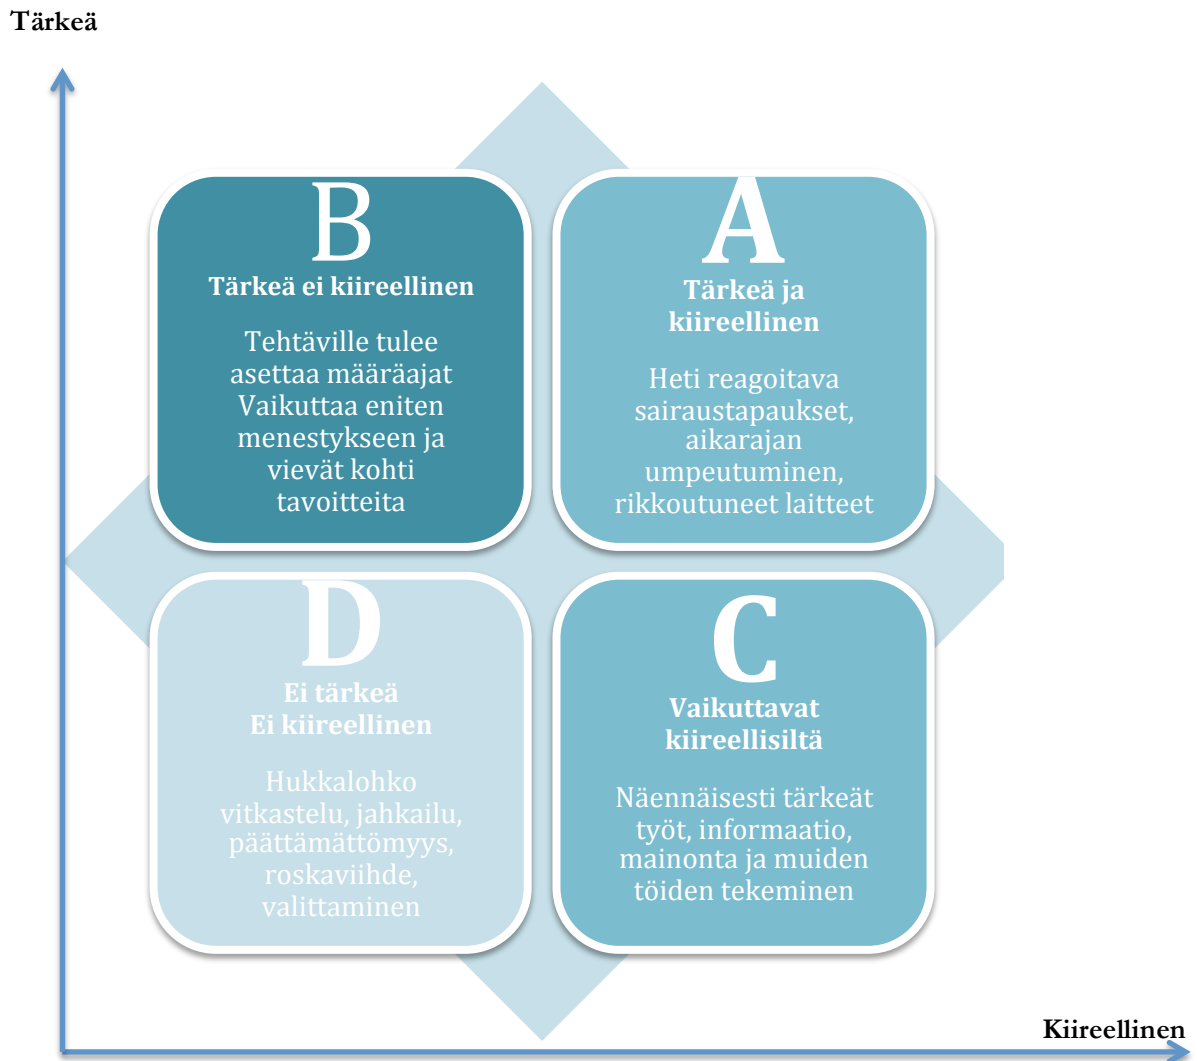 Tärkeä
B
Tärkeä ei kiireellinen
Tehtäville tulee
asettaa määräajat
Vaikuttaa eniten
menestykseen ja
vievät kohti
tavoitteita
A
Tärkeä ja
kiireellinen
Heti reagoitava
sairaustapaukset,
aikarajan
umpeutuminen,
rikkoutuneet laitteet
D
Ei tärkeä
Ei kiireellinen
Hukkalohko
vitkastelu, jahkailu,
päättämättömyys,
roskaviihde,
valittaminen
C
Vaikuttavat
kiireellisiltä
Näennäisesti tärkeät
työt, informaatio,
mainonta ja muiden
töiden tekeminen
Kiireellinen